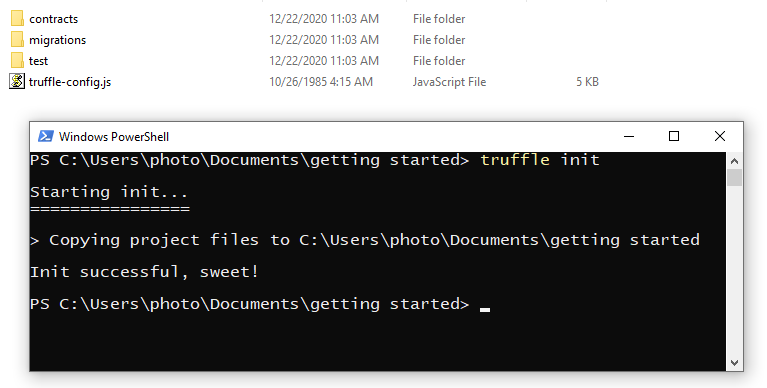 contracts 12/22/2020 11:03 AM File folder
migrations 12/22/2020 11:03 AM File folder
test 12/22/2020 11:03 AM File folder
truffle-config.js 10/26/1985 4:15 AM JavaScript File 5 KB
Windows PowerShell
PS C:\Users\photo\Documents\getting started> truffle init
Starting init...
================
> Copying project files to C:\Users\photo\Documents\getting started
Init successful, sweet!
PS C:\Users\photo\Documents\getting started>